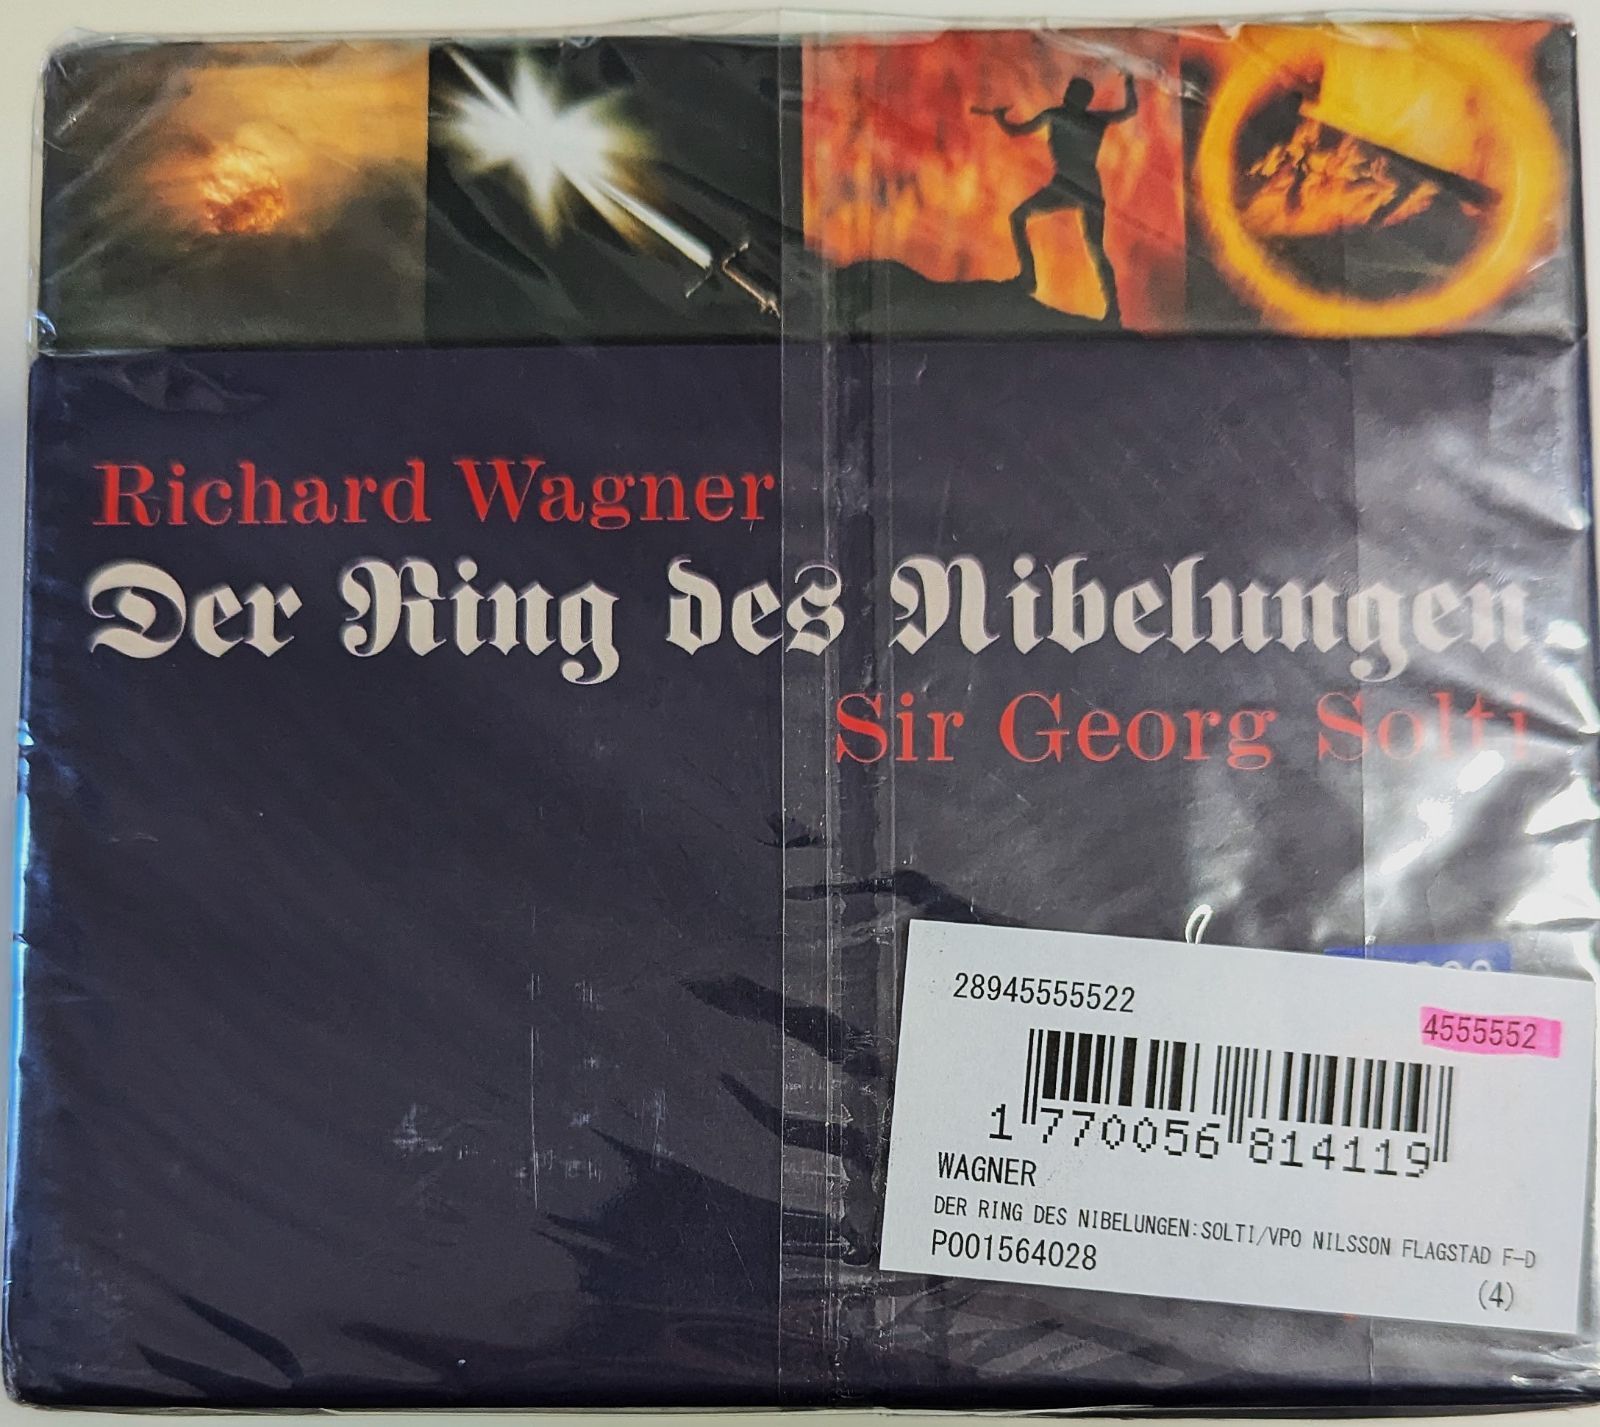 Richard Wagner
Der Ring des Nibelungen
Sir Georg Solti
28945555522
4555552
1 770056 814119
WAGNER
DER RING DES NIBELUNGEN:SOLTI/VPO NILSSON FLAGSTAD F-D
P001564028
(4)